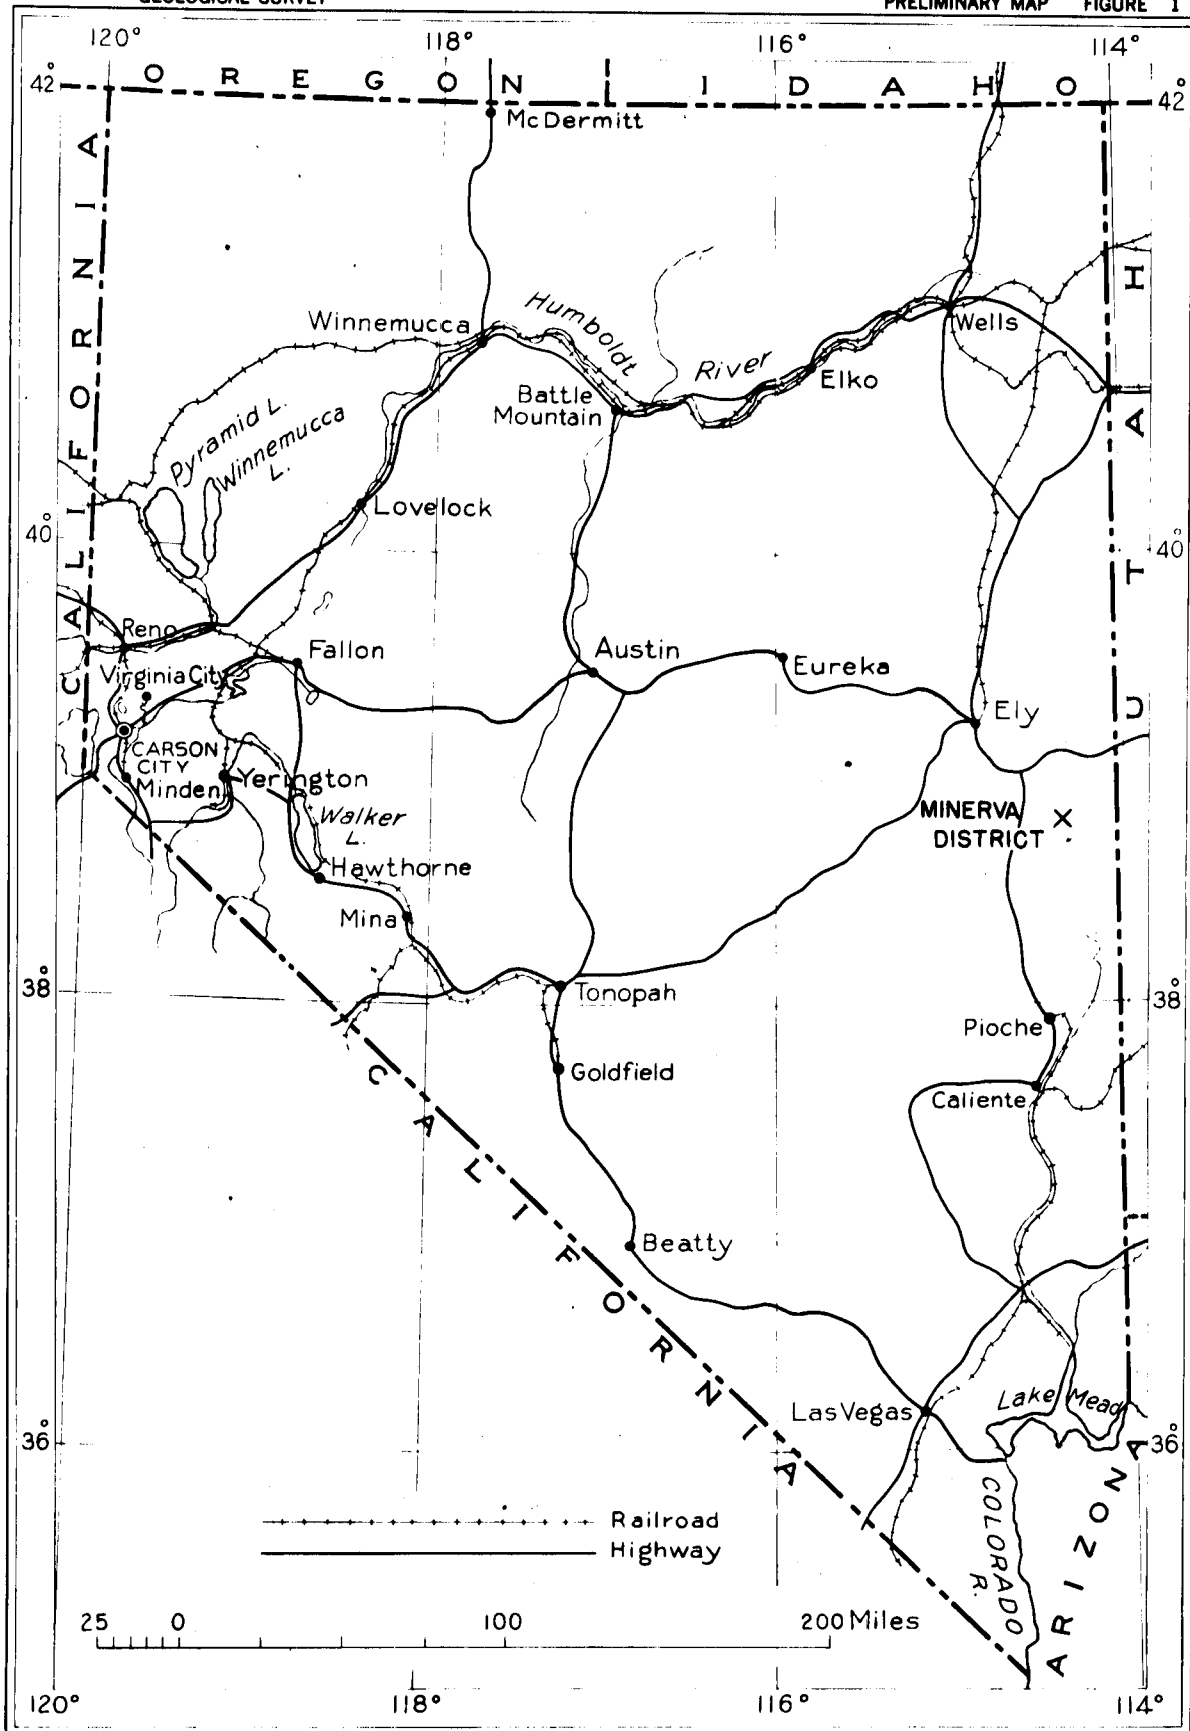 GEOLOGICAL SURVEY
PRELIMINARY MAP FIGURE 1
120° 118° 116° 114°
42° OREGON IDAHO 42°
McDermitt
CALIFORNIA
UTAH
Humboldt
River
Winnemucca
Wells
Elko
Battle
Mountain
Pyramid L.
Winnemucca
L.
Lovelock
40° 40°
Reno
Fallon
Austin
Eureka
Virginia City
Ely
CARSON
CITY
Minden
Yerington
MINERVA
DISTRICT X
Walker
L.
Hawthorne
Mina
38° 38°
Tonopah
Pioche
Goldfield
Caliente
CALIFORNIA
Beatty
Las Vegas
Lake Mead
36° 36°
COLORADO
R.
ARIZONA
Railroad
Highway
25 0 100 200 Miles
120° 118° 116° 114°